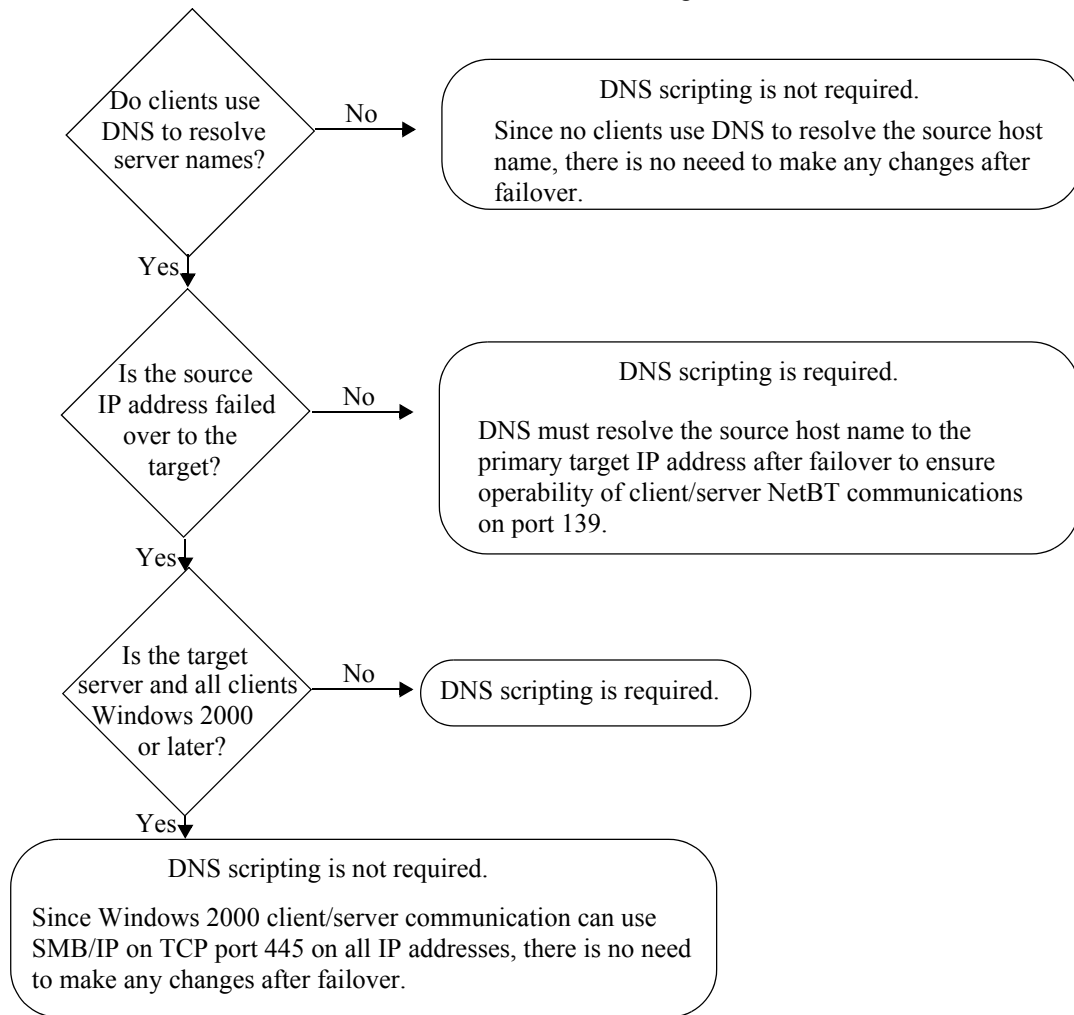 Do clients use
DNS to resolve
server names?
No
DNS scripting is not required.
Since no clients use DNS to resolve the source host
name, there is no neeed to make any changes after
failover.
Yes
Is the source
IP address failed
over to the
target?
No
DNS scripting is required.
DNS must resolve the source host name to the
primary target IP address after failover to ensure
operability of client/server NetBT communications
on port 139.
Yes
Is the target
server and all clients
Windows 2000
or later?
No
DNS scripting is required.
Yes
DNS scripting is not required.
Since Windows 2000 client/server communication can use
SMB/IP on TCP port 445 on all IP addresses, there is no need
to make any changes after failover.